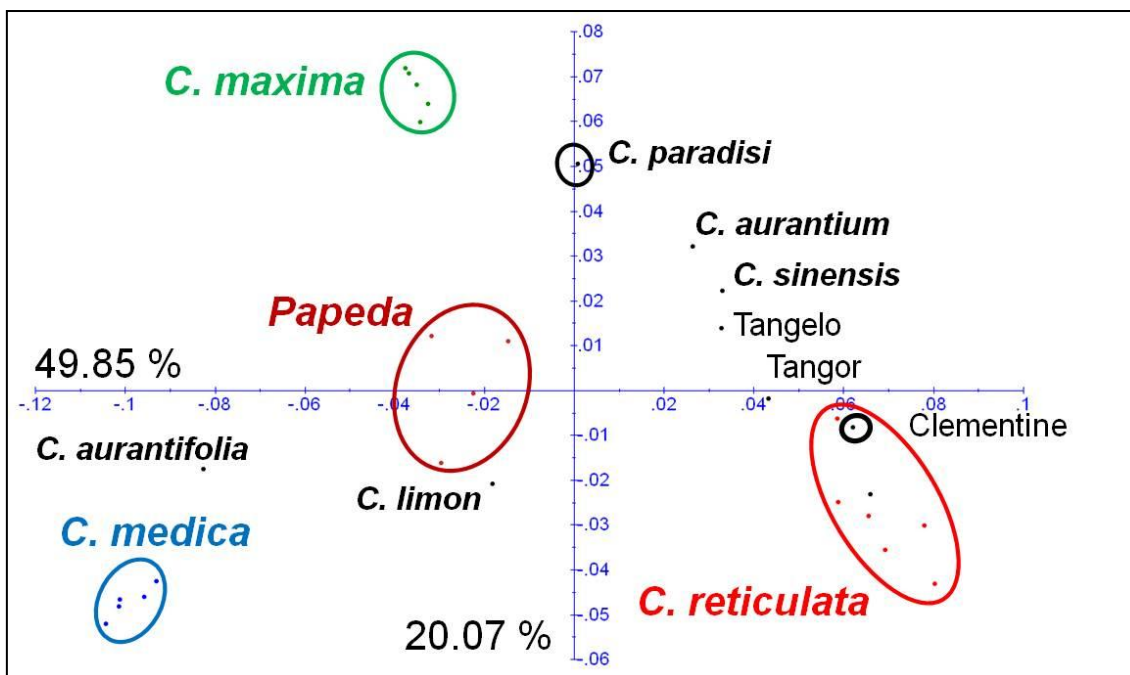 .08
C. maxima
.07
.06
C. paradisi
.05
.04
C. aurantium
.03
C. sinensis
.02
Papeda
Tangelo
.01
49.85 %
Tangor
-.12 -.1 -.08 -.06 -.04 -.02 .02 .04 .06 .08 .1
-.01
Clementine
C. aurantifolia
-.02
C. limon
-.03
C. medica
-.04
C. reticulata
-.05
20.07 %
-.06